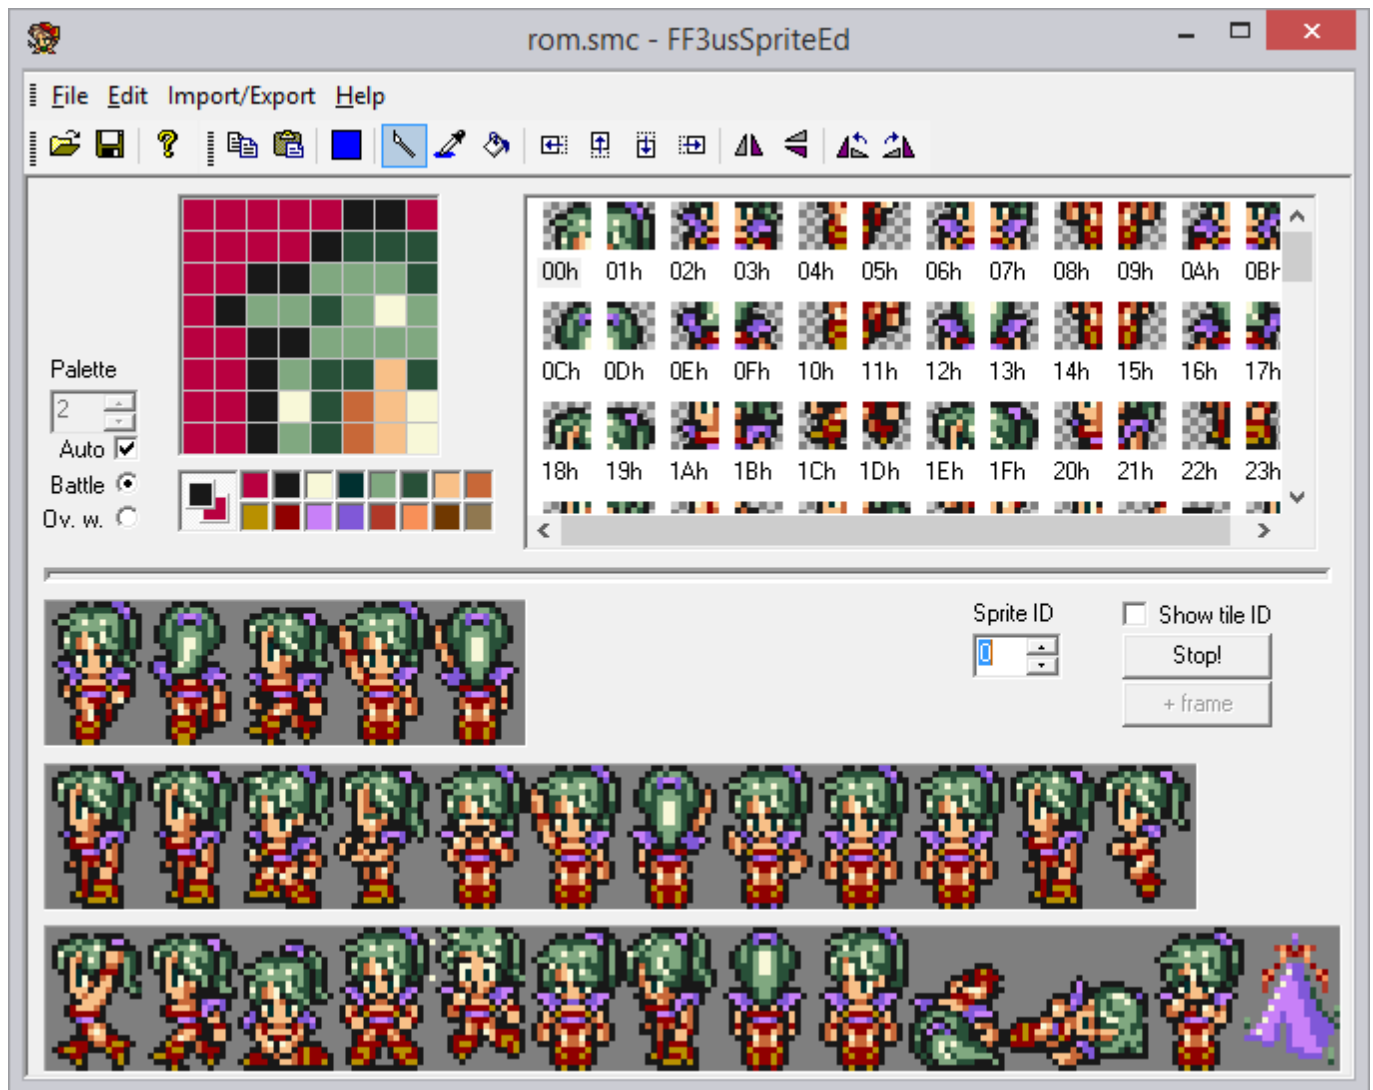 rom.smc - FF3usSpriteEd
File Edit Import/Export Help
00h 01h 02h 03h 04h 05h 06h 07h 08h 09h 0Ah 0Bh
0Ch 0Dh 0Eh 0Fh 10h 11h 12h 13h 14h 15h 16h 17h
18h 19h 1Ah 1Bh 1Ch 1Dh 1Eh 1Fh 20h 21h 22h 23h
Palette
2
Auto
Battle
Ov. w.
Sprite ID
0
Show tile ID
Stop!
+ frame